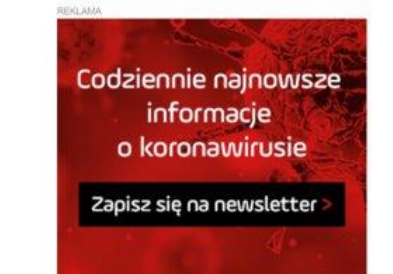 REKLAMA
Codziennie najnowsze
informacje
o koronawirusie
Zapisz się na newsletter >